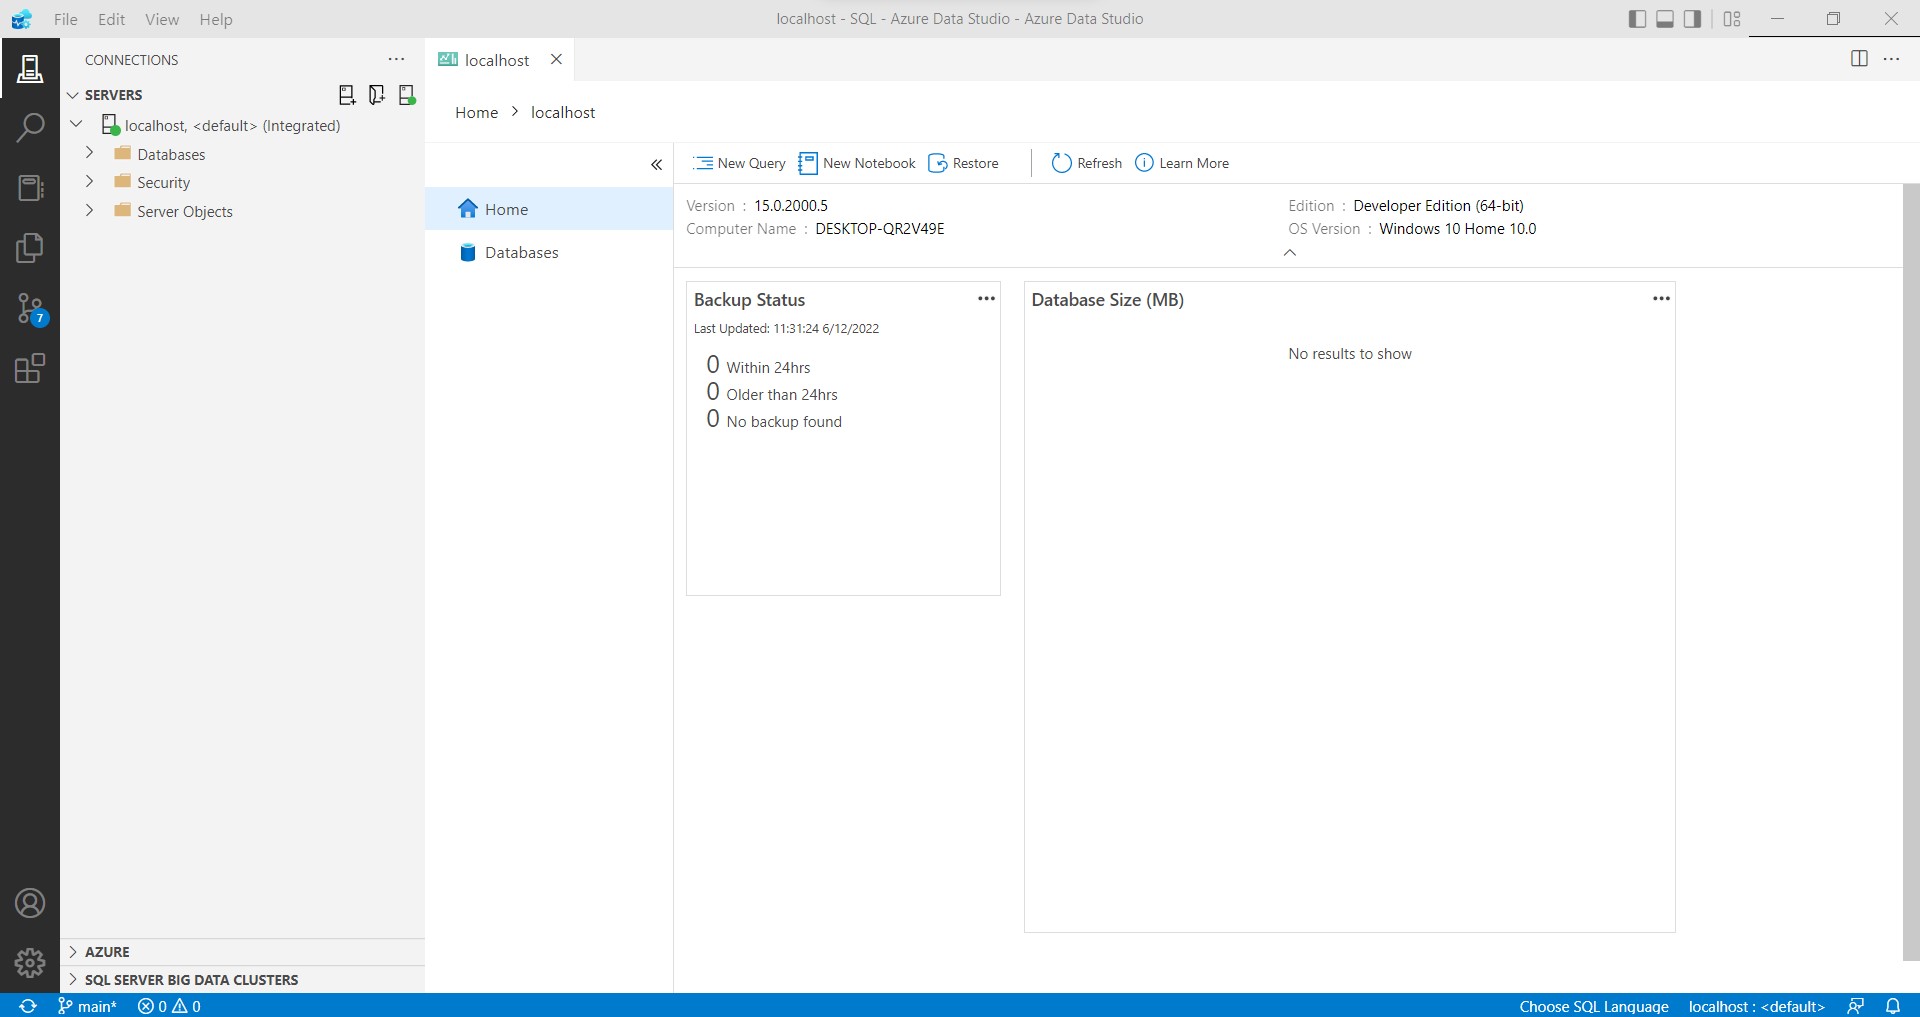 File Edit View Help
localhost - SQL - Azure Data Studio - Azure Data Studio
CONNECTIONS
SERVERS
localhost, <default> (Integrated)
Databases
Security
Server Objects
AZURE
SQL SERVER BIG DATA CLUSTERS
7
localhost
Home > localhost
New Query New Notebook Restore Refresh Learn More
Home
Databases
Version : 15.0.2000.5
Computer Name : DESKTOP-QR2V49E
Edition : Developer Edition (64-bit)
OS Version : Windows 10 Home 10.0
Backup Status
Last Updated: 11:31:24 6/12/2022
0 Within 24hrs
0 Older than 24hrs
0 No backup found
Database Size (MB)
No results to show
main* 0 0
Choose SQL Language localhost : <default>